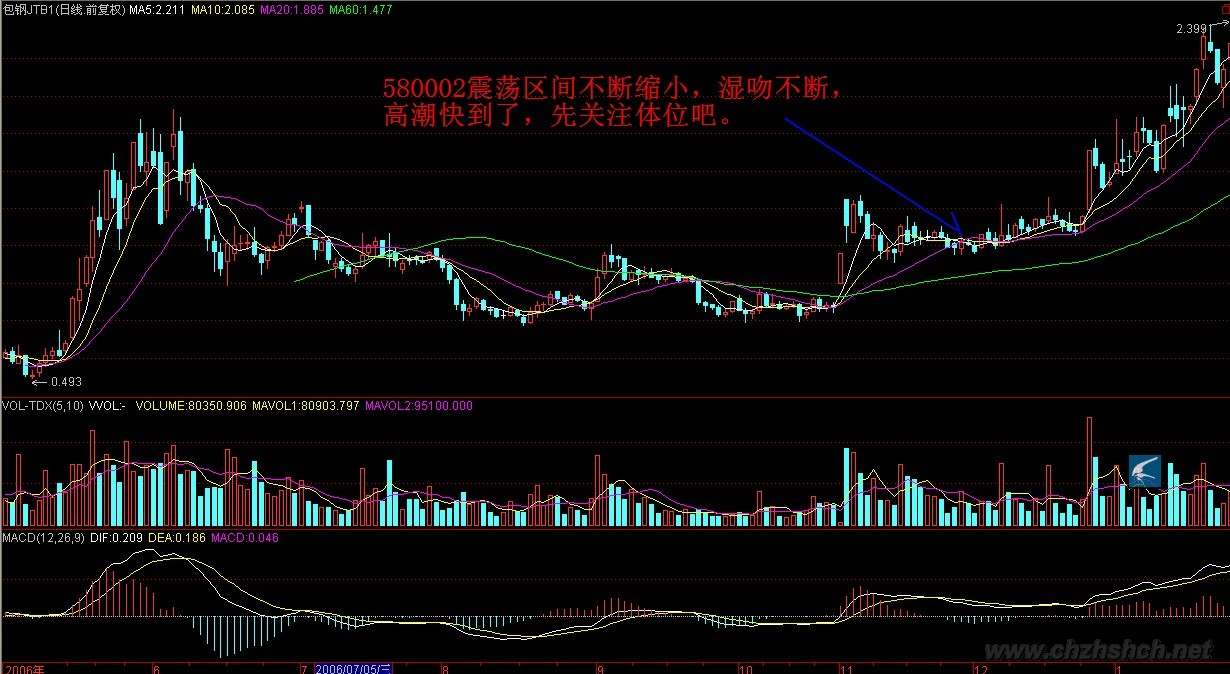 包钢JTB1(日线.前复权) MA5:2.211 MA10:2.085 MA20:1.885 MA60:1.477
2.399
580002震荡区间不断缩小，湿吻不断，
高潮快到了，先关注体位吧。
0.493
VOL-TDX(5,10) VVOL:- VOLUME:80350.906 MAVOL1:80903.797 MAVOL2:95100.000
MACD(12,26,9) DIF:0.209 DEA:0.186 MACD:0.046
www.chzhshch.net
2006年 6 7 2006/07/05/三 8 9 10 11 12 1